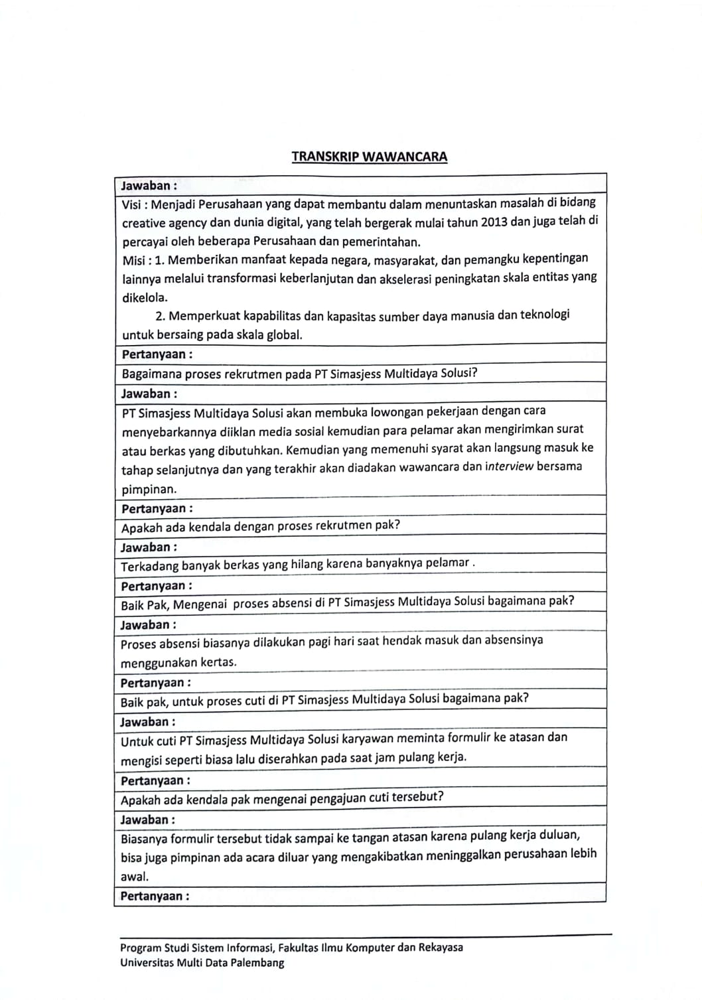 TRANSKRIP WAWANCARA
Jawaban :
Visi : Menjadi Perusahaan yang dapat membantu dalam menuntaskan masalah di bidang
creative agency dan dunia digital, yang telah bergerak mulai tahun 2013 dan juga telah di
percayai oleh beberapa Perusahaan dan pemerintahan.
Misi : 1. Memberikan manfaat kepada negara, masyarakat, dan pemangku kepentingan
lainnya melalui transformasi keberlanjutan dan akselerasi peningkatan skala entitas yang
dikelola.
2. Memperkuat kapabilitas dan kapasitas sumber daya manusia dan teknologi
untuk bersaing pada skala global.
Pertanyaan :
Bagaimana proses rekrutmen pada PT Simasjess Multidaya Solusi?
Jawaban :
PT Simasjess Multidaya Solusi akan membuka lowongan pekerjaan dengan cara
menyebarkannya diiklan media sosial kemudian para pelamar akan mengirimkan surat
atau berkas yang dibutuhkan. Kemudian yang memenuhi syarat akan langsung masuk ke
tahap selanjutnya dan yang terakhir akan diadakan wawancara dan interview bersama
pimpinan.
Pertanyaan :
Apakah ada kendala dengan proses rekrutmen pak?
Jawaban :
Terkadang banyak berkas yang hilang karena banyaknya pelamar .
Pertanyaan :
Baik Pak, Mengenai  proses absensi di PT Simasjess Multidaya Solusi bagaimana pak?
Jawaban :
Proses absensi biasanya dilakukan pagi hari saat hendak masuk dan absensinya
menggunakan kertas.
Pertanyaan :
Baik pak, untuk proses cuti di PT Simasjess Multidaya Solusi bagaimana pak?
Jawaban :
Untuk cuti PT Simasjess Multidaya Solusi karyawan meminta formulir ke atasan dan
mengisi seperti biasa lalu diserahkan pada saat jam pulang kerja.
Pertanyaan :
Apakah ada kendala pak mengenai pengajuan cuti tersebut?
Jawaban :
Biasanya formulir tersebut tidak sampai ke tangan atasan karena pulang kerja duluan,
bisa juga pimpinan ada acara diluar yang mengakibatkan meninggalkan perusahaan lebih
awal.
Pertanyaan :
Program Studi Sistem Informasi, Fakultas Ilmu Komputer dan Rekayasa
Universitas Multi Data Palembang